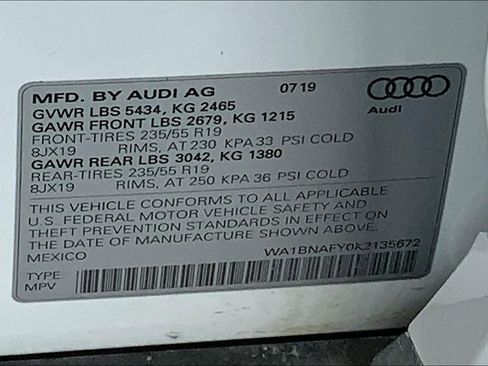 MFD. BY AUDI AG 07/19
GVWR LBS 5434, KG 2465
GAWR FRONT LBS 2679, KG 1215
FRONT-TIRES 235/55 R19
8JX19 RIMS, AT 230 KPA 33 PSI COLD
GAWR REAR LBS 3042, KG 1380
REAR-TIRES 235/55 R19
8JX19 RIMS, AT 250 KPA 36 PSI COLD
Audi
THIS VEHICLE CONFORMS TO ALL APPLICABLE
U.S. FEDERAL MOTOR VEHICLE SAFETY AND
THEFT PREVENTION STANDARDS IN EFFECT ON
THE DATE OF MANUFACTURE SHOWN ABOVE.
MEXICO WA1BNAFY0K2135672
TYPE
MPV